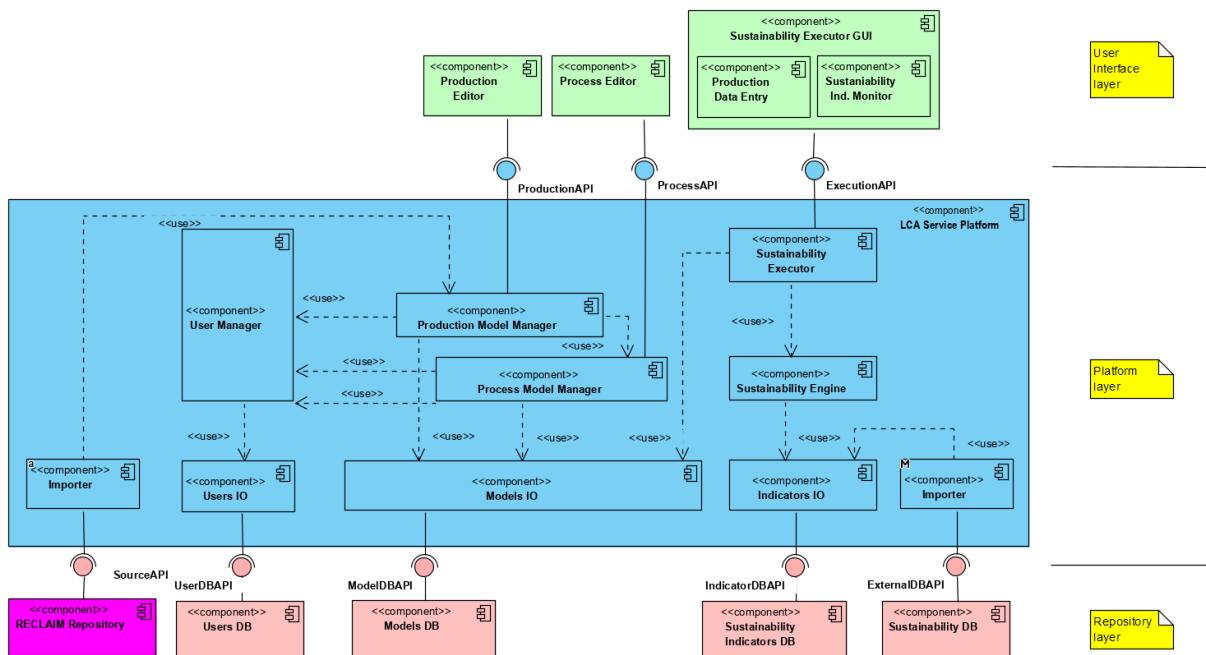 <<component>>
Sustainability Executor GUI
<<component>>
Production
Editor
<<component>>
Process Editor
<<component>>
Production
Data Entry
<<component>>
Sustaniability
Ind. Monitor
User
Interface
layer
ProductionAPI
ProcessAPI
ExecutionAPI
<<component>>
LCA Service Platform
<<use>>
<<component>>
Sustainability
Executor
<<component>>
User Manager
<<use>>
<<component>>
Production Model Manager
<<use>>
<<use>>
<<use>>
<<component>>
Process Model Manager
<<use>>
<<component>>
Sustainability Engine
Platform
layer
<<use>>
<<use>>
<<use>>
<<use>>
<<use>>
<<use>>
a
<<component>>
Importer
<<component>>
Users IO
<<component>>
Models IO
<<component>>
Indicators IO
M
<<component>>
Importer
SourceAPI
UserDBAPI
ModelDBAPI
IndicatorDBAPI
ExternalDBAPI
<<component>>
RECLAIM Repository
<<component>>
Users DB
<<component>>
Models DB
<<component>>
Sustainability
Indicators DB
<<component>>
Sustainability DB
Repository
layer